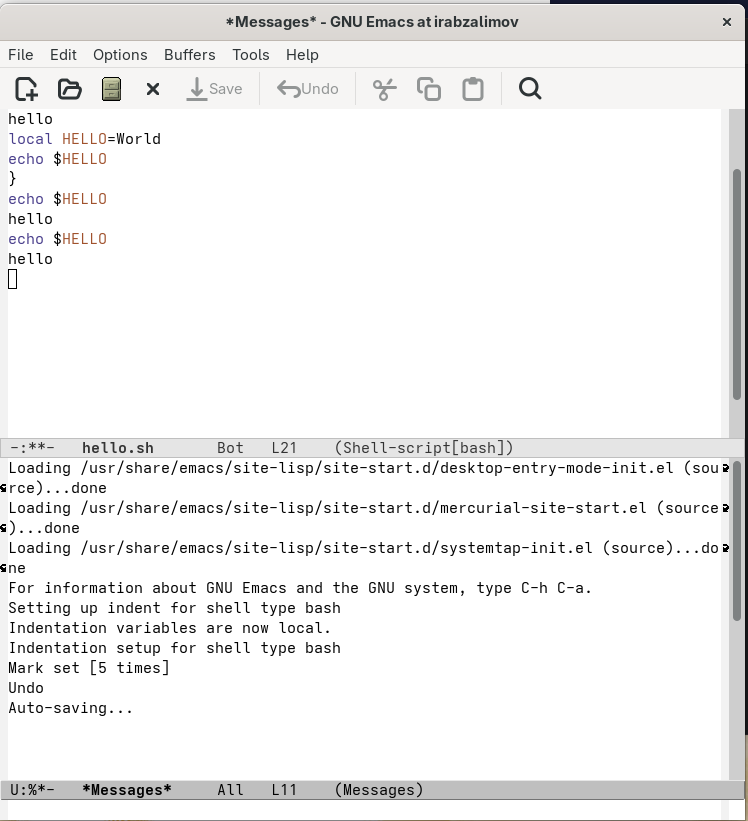 *Messages* - GNU Emacs at irabzalimov
File Edit Options Buffers Tools Help
Save Undo
hello
local HELLO=World
echo $HELLO
}
echo $HELLO
hello
echo $HELLO
hello
-:**- hello.sh Bot L21 (Shell-script[bash])
Loading /usr/share/emacs/site-lisp/site-start.d/desktop-entry-mode-init.el (sou
rce)...done
Loading /usr/share/emacs/site-lisp/site-start.d/mercurial-site-start.el (source
)...done
Loading /usr/share/emacs/site-lisp/site-start.d/systemtap-init.el (source)...do
ne
For information about GNU Emacs and the GNU system, type C-h C-a.
Setting up indent for shell type bash
Indentation variables are now local.
Indentation setup for shell type bash
Mark set [5 times]
Undo
Auto-saving...
U:%*- *Messages* All L11 (Messages)